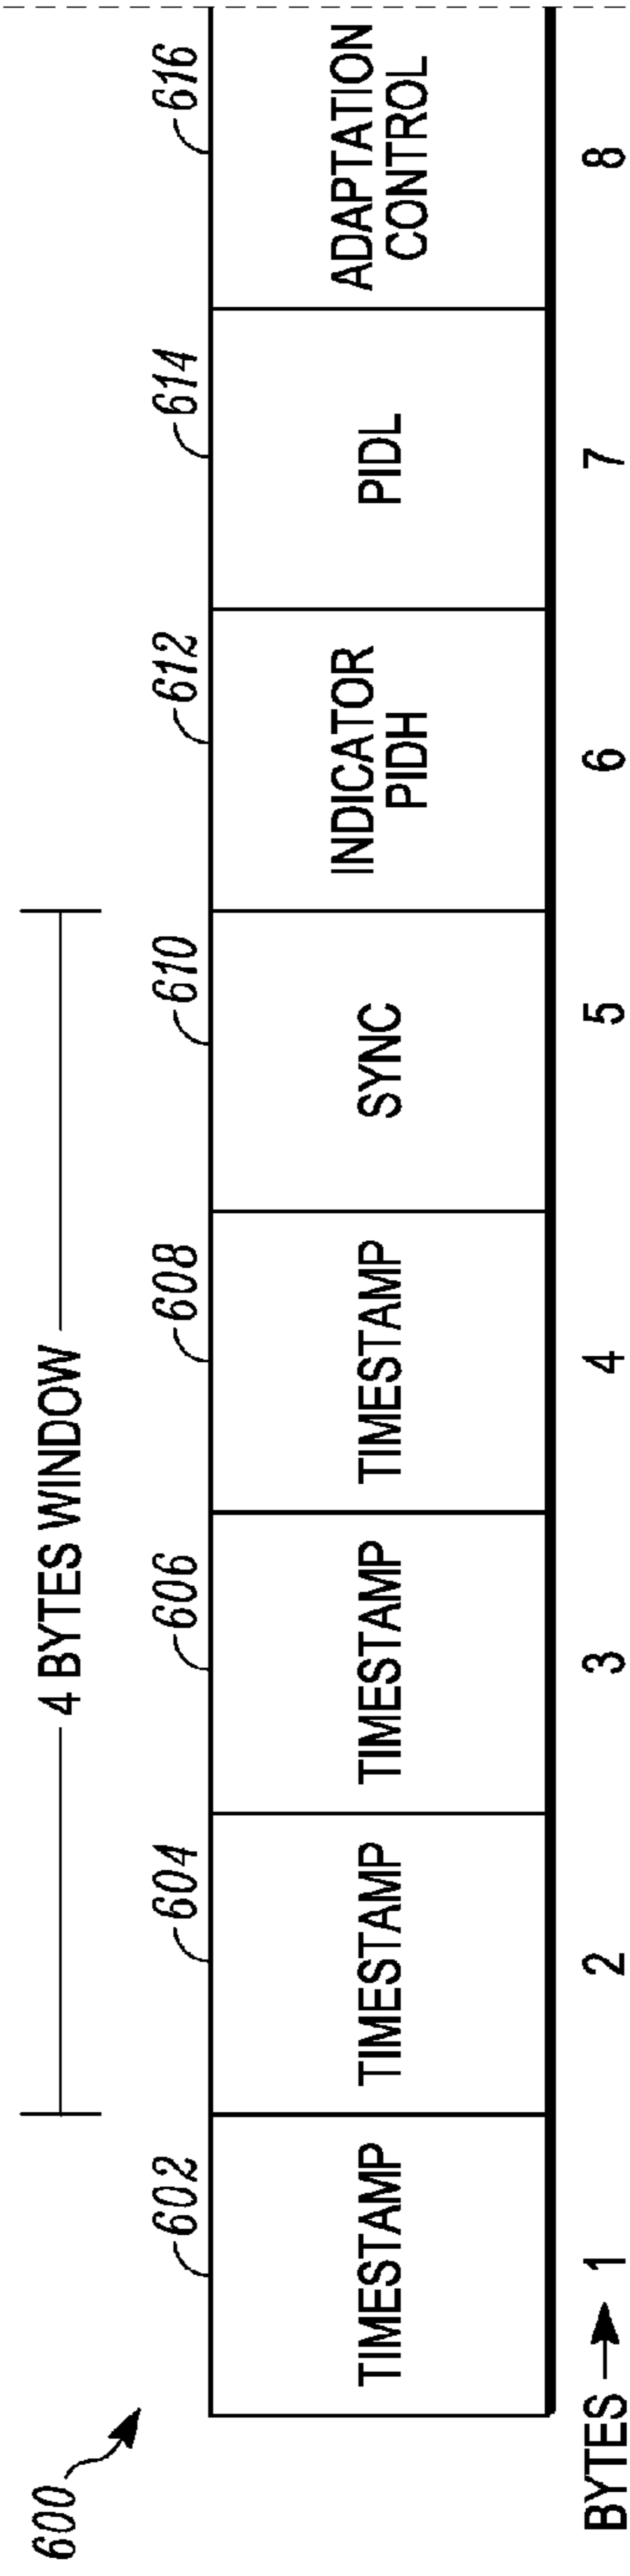 600
4 BYTES WINDOW
602
604
606
608
610
612
614
616
TIMESTAMP
TIMESTAMP
TIMESTAMP
TIMESTAMP
SYNC
INDICATOR
PIDH
PIDL
ADAPTATION
CONTROL
BYTES
1
2
3
4
5
6
7
8